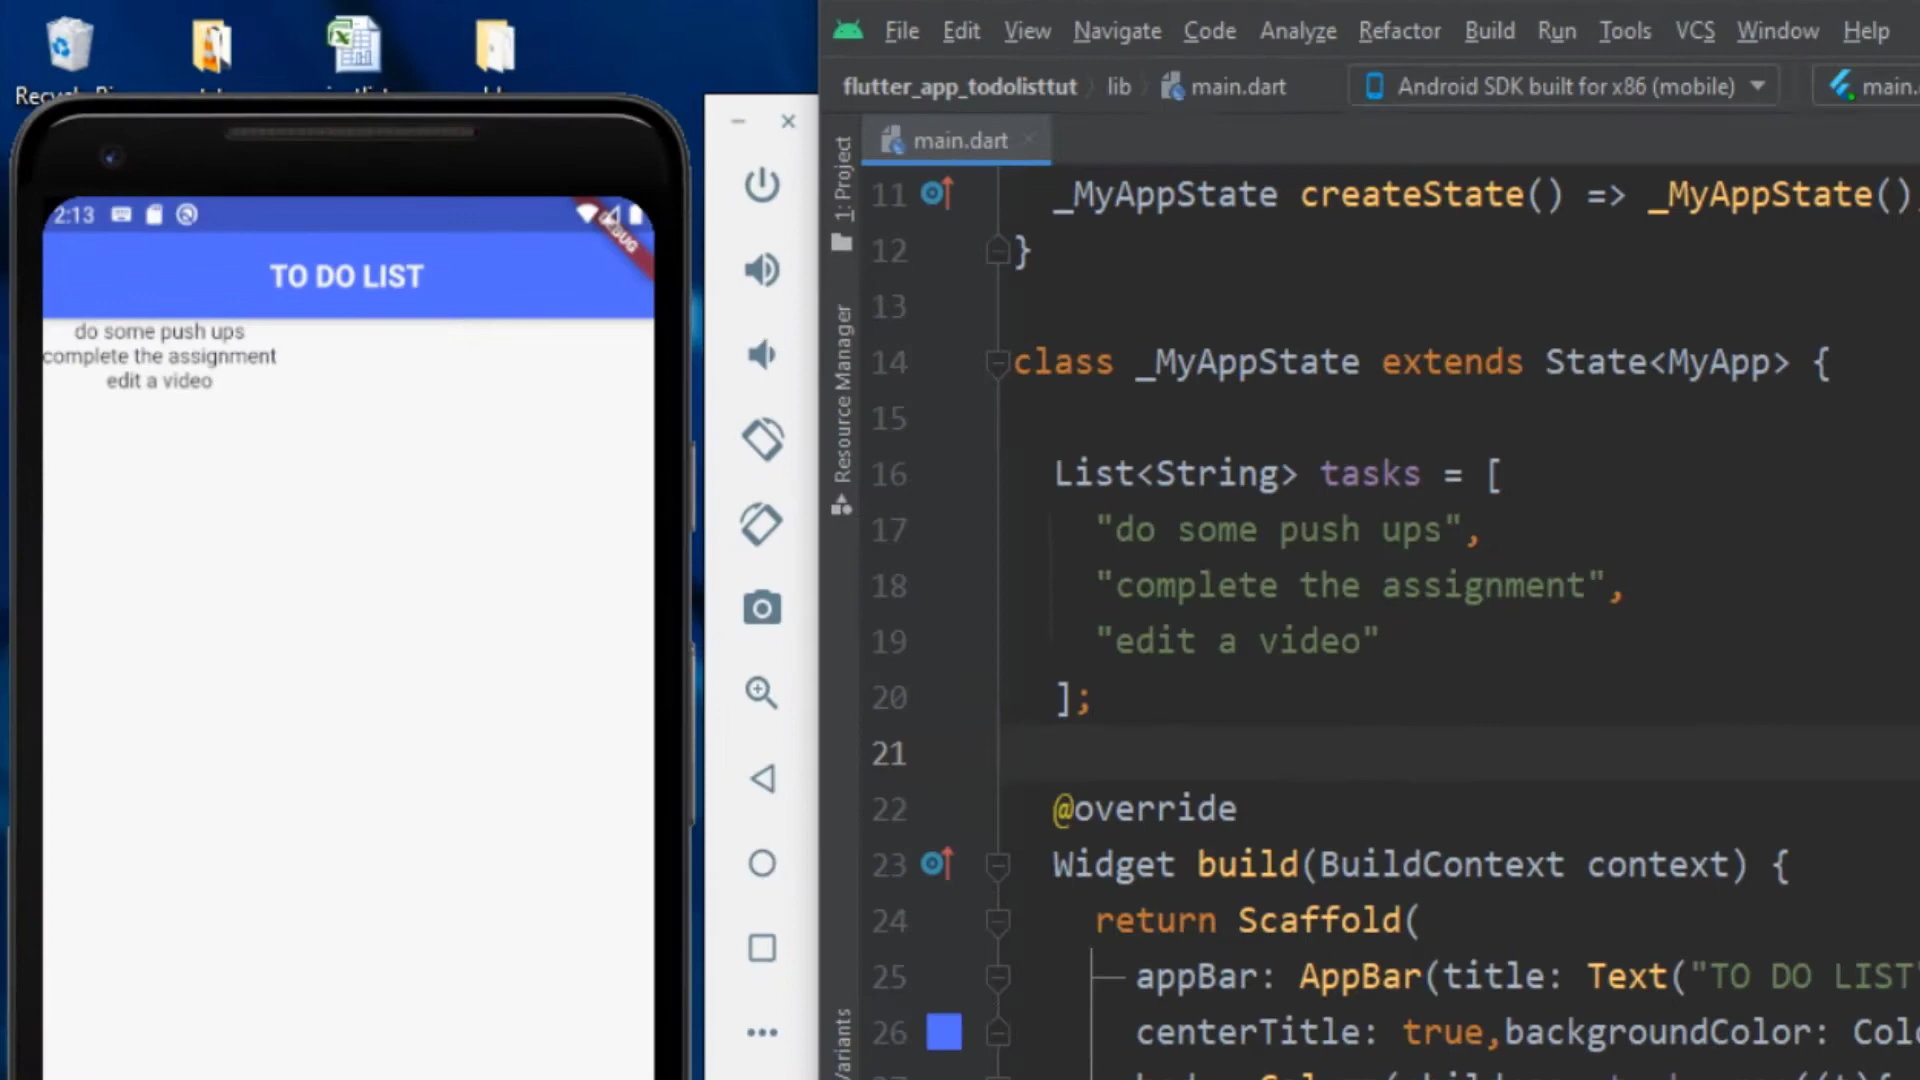 File Edit View Navigate Code Analyze Refactor Build Run Tools VCS Window Help
flutter_app_todolisttut lib main.dart Android SDK built for x86 (mobile) main.
main.dart
1: Project
Resource Manager
2:13
DEBUG
TO DO LIST
do some push ups
complete the assignment
edit a video
11 _MyAppState createState() => _MyAppState()
12 }
13
14 class _MyAppState extends State<MyApp> {
15
16 List<String> tasks = [
17 "do some push ups",
18 "complete the assignment",
19 "edit a video"
20 ];
21
22 @override
23 Widget build(BuildContext context) {
24 return Scaffold(
25 appBar: AppBar(title: Text("TO DO LIST"
26 centerTitle: true,backgroundColor: Colo